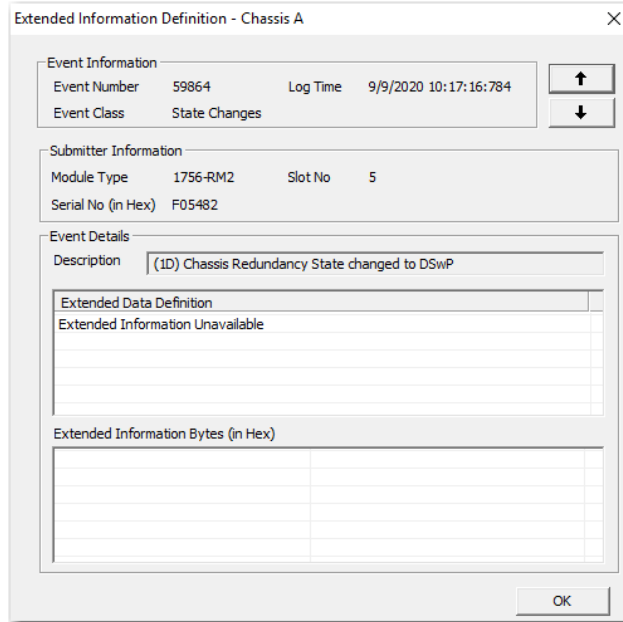 Extended Information Definition - Chassis A
Event Information
Event Number 59864 Log Time 9/9/2020 10:17:16:784
Event Class State Changes
Submitter Information
Module Type 1756-RM2 Slot No 5
Serial No (in Hex) F05482
Event Details
Description (1D) Chassis Redundancy State changed to DSwP
Extended Data Definition
Extended Information Unavailable
Extended Information Bytes (in Hex)
OK